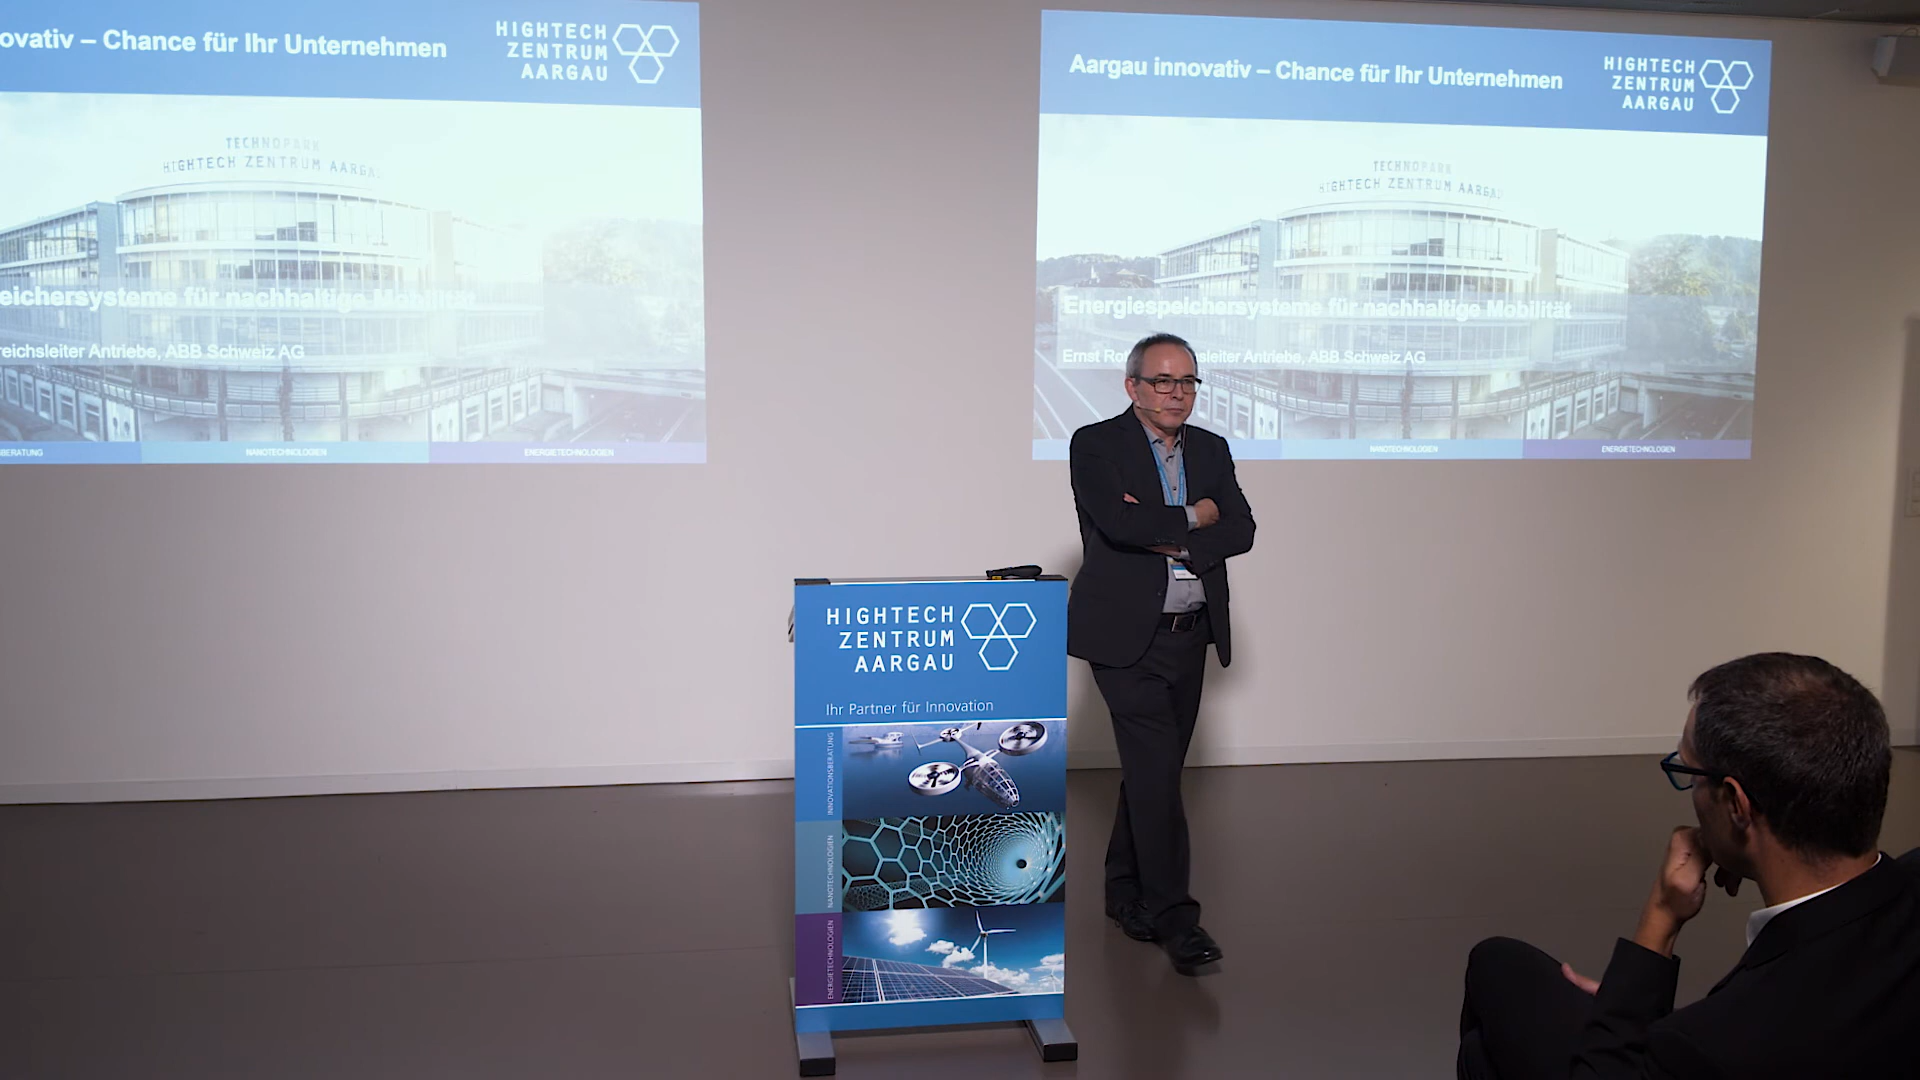 ovativ – Chance für Ihr Unternehmen
HIGHTECH
ZENTRUM
AARGAU
TECHNOPARK
HIGHTECH ZENTRUM AARGAU
eichersysteme für nachhaltige Mobilität
reichsleiter Antriebe, ABB Schweiz AG
BERATUNG
NANOTECHNOLOGIEN
ENERGIETECHNOLOGIEN
Aargau innovativ – Chance für Ihr Unternehmen
HIGHTECH
ZENTRUM
AARGAU
TECHNOPARK
HIGHTECH ZENTRUM AARGAU
Energiespeichersysteme für nachhaltige Mobilität
Ernst Rot sleiter Antriebe, ABB Schweiz AG
NANOTECHNOLOGIEN
ENERGIETECHNOLOGIEN
HIGHTECH
ZENTRUM
AARGAU
Ihr Partner für Innovation
INNOVATIONSBERATUNG
NANOTECHNOLOGIEN
ENERGIETECHNOLOGIEN